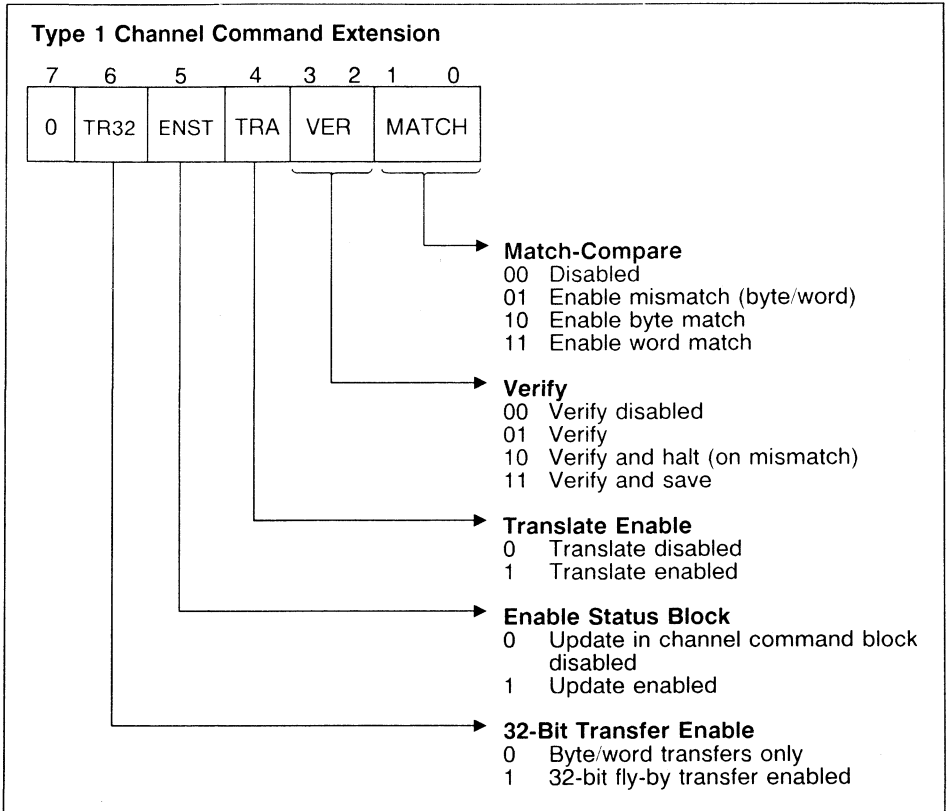 Type 1 Channel Command Extension
7 6 5 4 3 2 1 0
0 TR32 ENST TRA VER MATCH
Match-Compare
00 Disabled
01 Enable mismatch (byte/word)
10 Enable byte match
11 Enable word match
Verify
00 Verify disabled
01 Verify
10 Verify and halt (on mismatch)
11 Verify and save
Translate Enable
0 Translate disabled
1 Translate enabled
Enable Status Block
0 Update in channel command block
disabled
1 Update enabled
32-Bit Transfer Enable
0 Byte/word transfers only
1 32-bit fly-by transfer enabled